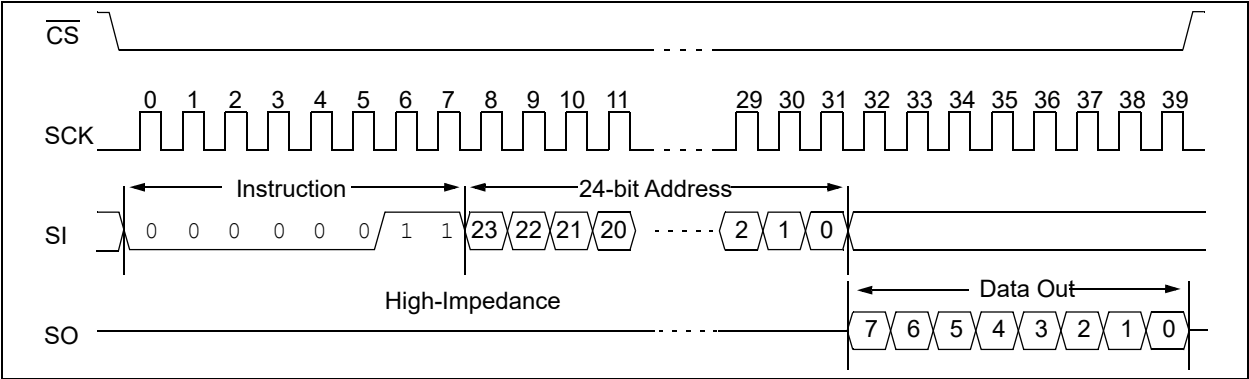 CS
0 1 2 3 4 5 6 7 8 9 10 11 29 30 31 32 33 34 35 36 37 38 39
SCK
Instruction 24-bit Address
SI 0 0 0 0 0 0 1 1 23 22 21 20 2 1 0
High-Impedance Data Out
SO 7 6 5 4 3 2 1 0